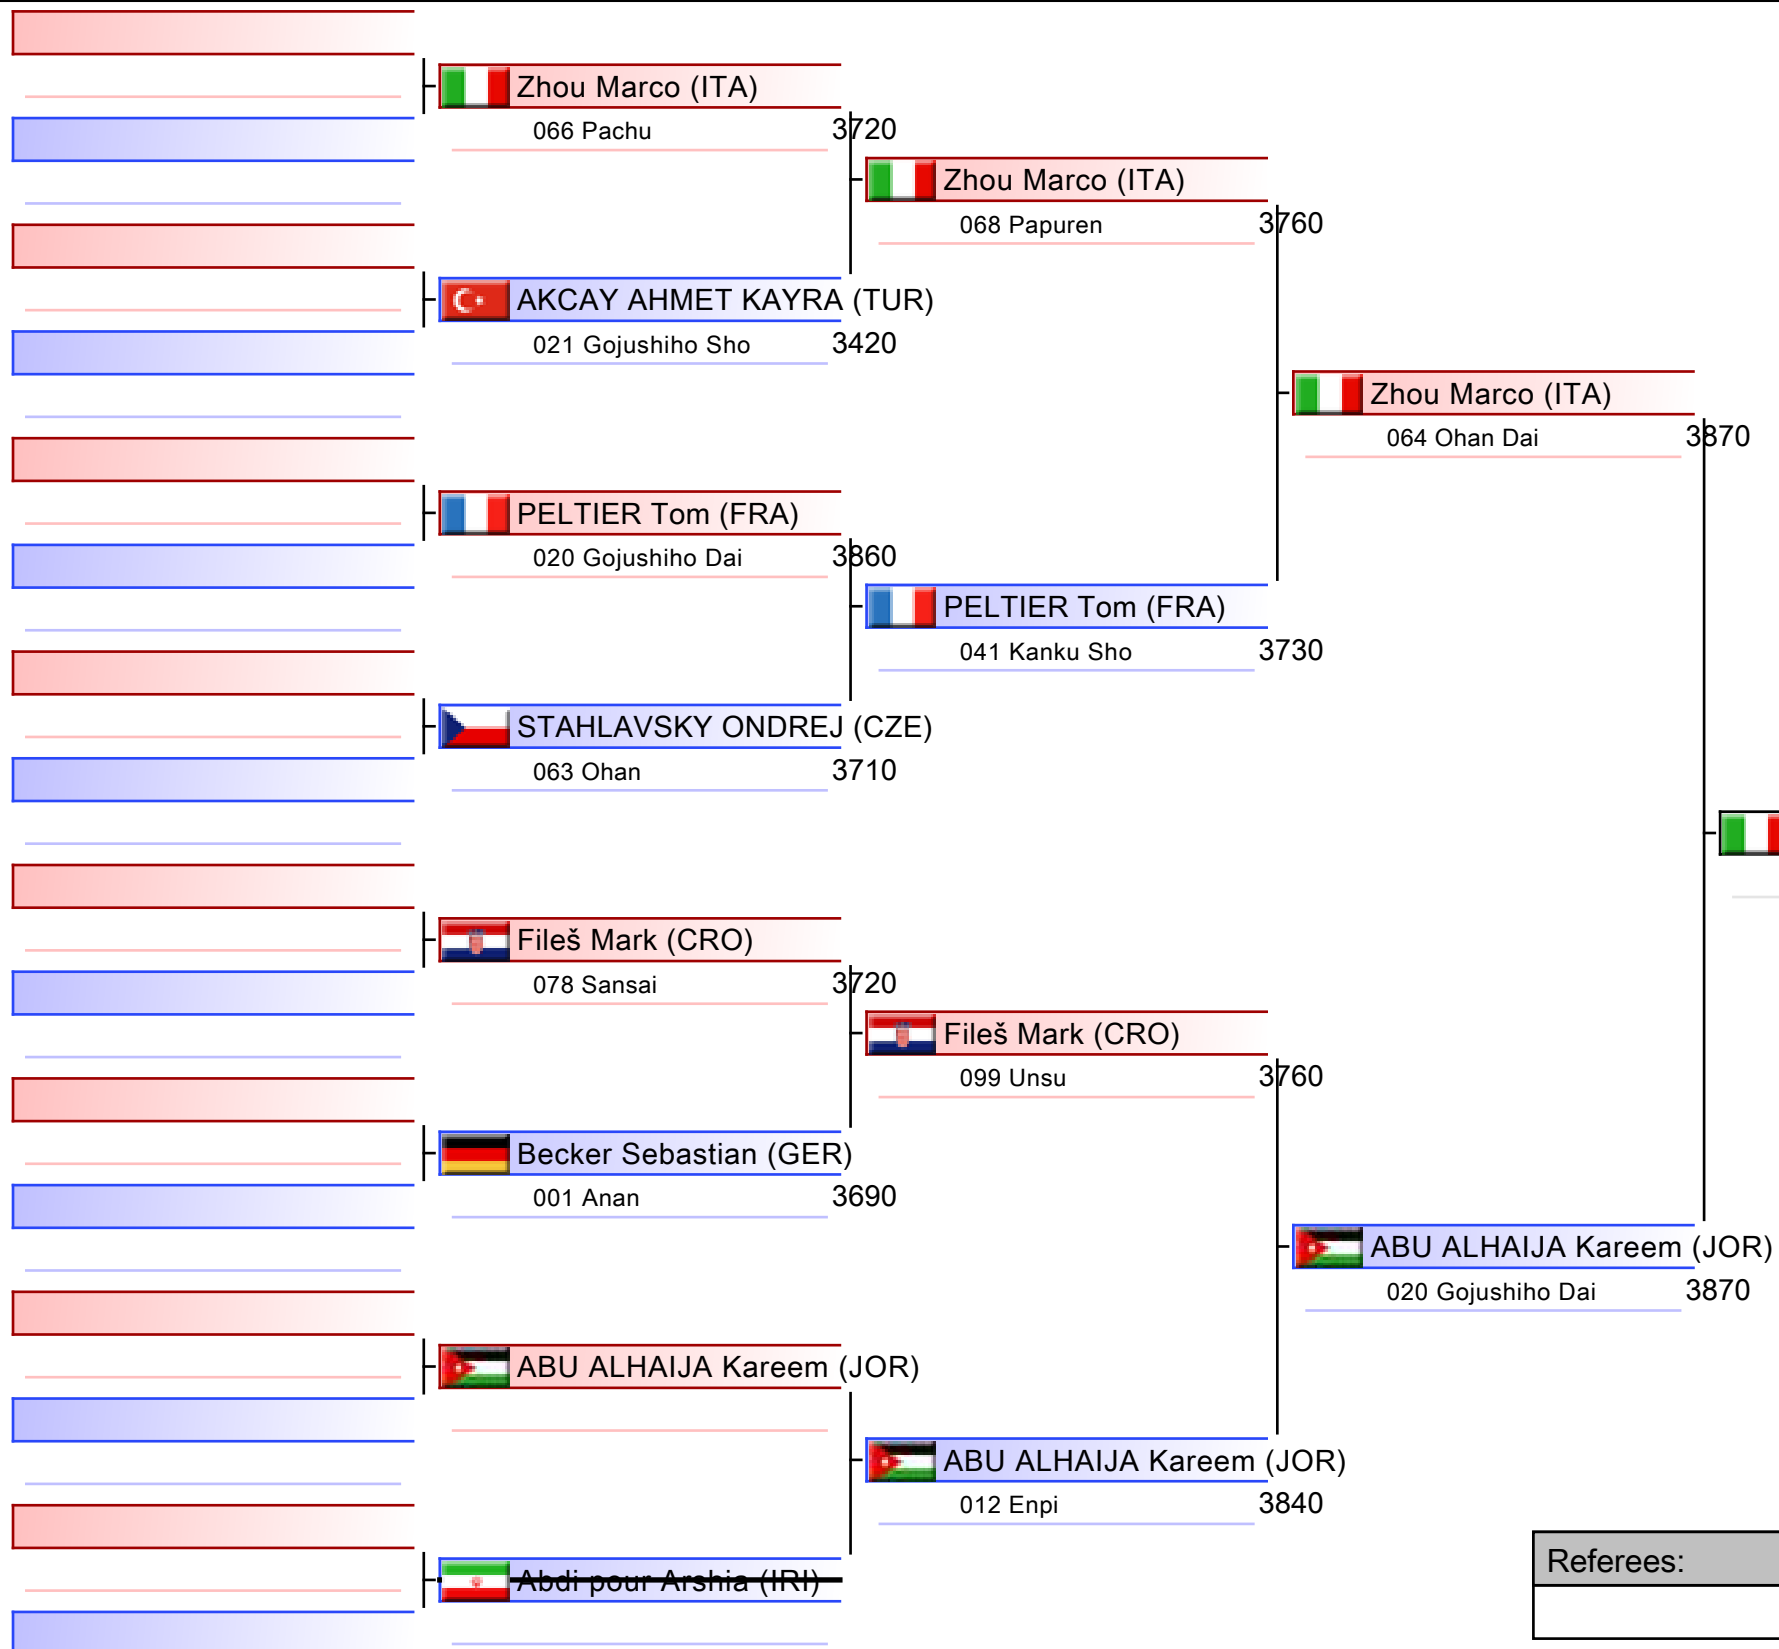 Zhou Marco (ITA)
066 Pachu 3720
AKCAY AHMET KAYRA (TUR)
021 Gojushiho Sho 3420
PELTIER Tom (FRA)
020 Gojushiho Dai 3860
STAHLAVSKY ONDREJ (CZE)
063 Ohan 3710
Fileš Mark (CRO)
078 Sansai 3720
Becker Sebastian (GER)
001 Anan 3690
ABU ALHAIJA Kareem (JOR)
Abdi pour Arshia (IRI)
Zhou Marco (ITA)
068 Papuren 3760
PELTIER Tom (FRA)
041 Kanku Sho 3730
Fileš Mark (CRO)
099 Unsu 3760
ABU ALHAIJA Kareem (JOR)
012 Enpi 3840
Zhou Marco (ITA)
064 Ohan Dai 3870
ABU ALHAIJA Kareem (JOR)
020 Gojushiho Dai 3870
Referees: